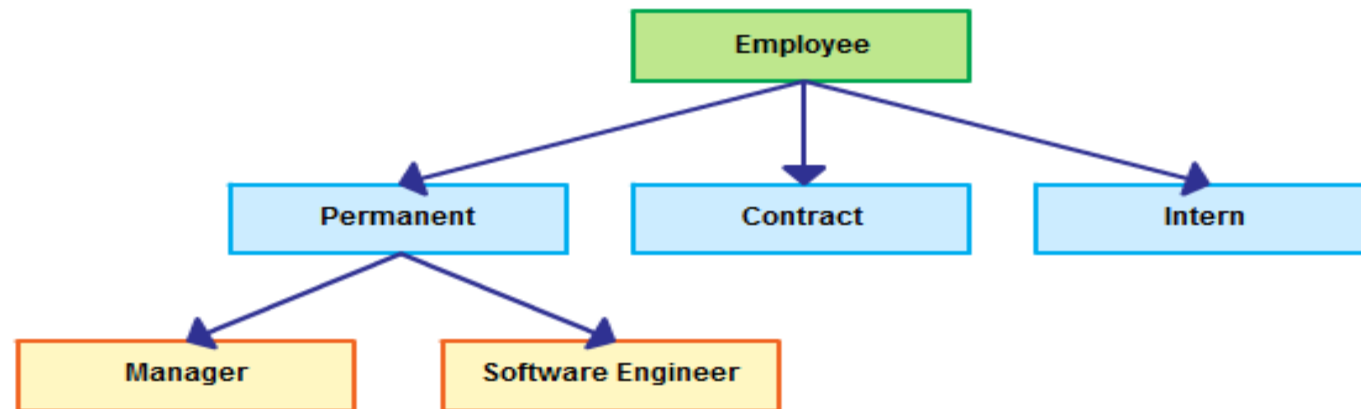 Employee
Permanent
Contract
Intern
Manager
Software Engineer